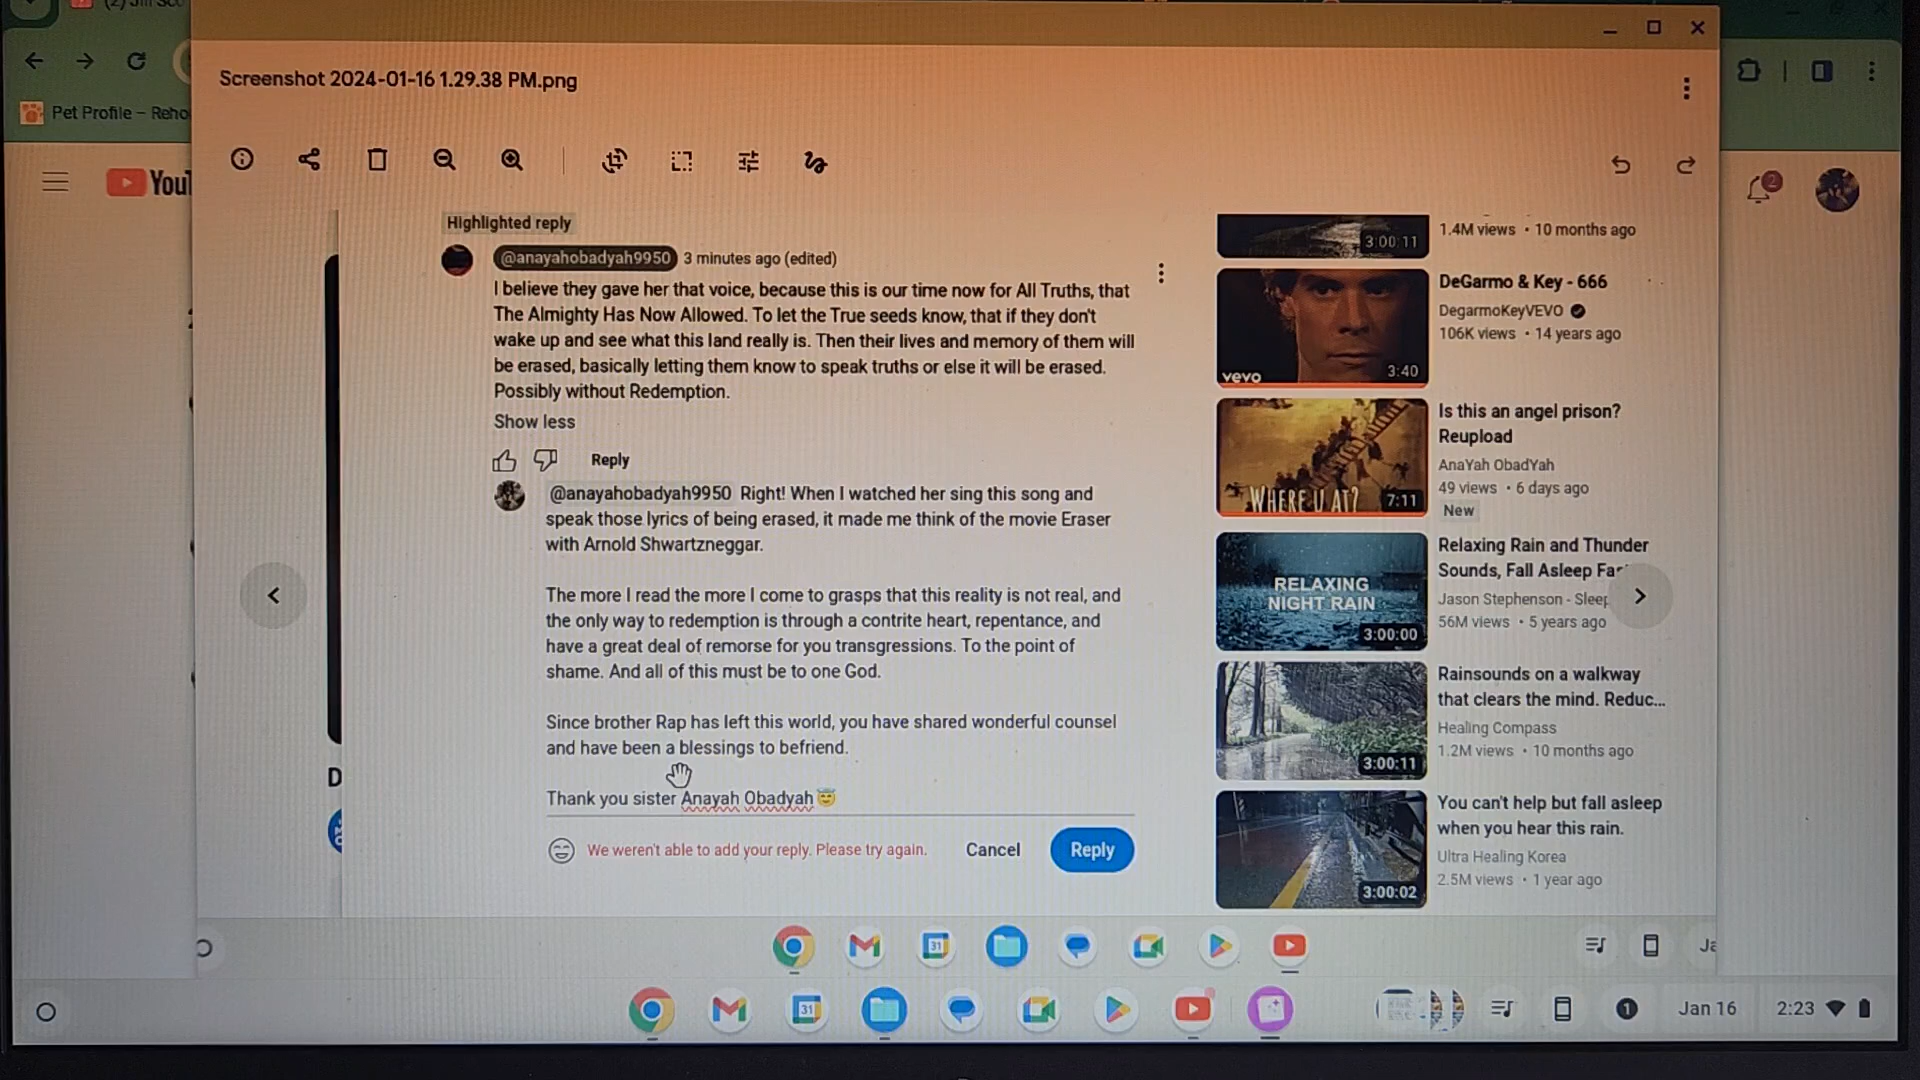 (2) Jill Sco
Pet Profile – Reho
Screenshot 2024-01-16 1.29.38 PM.png
2
Highlighted reply
@anayahobadyah9950 3 minutes ago (edited)
I believe they gave her that voice, because this is our time now for All Truths, that
The Almighty Has Now Allowed. To let the True seeds know, that if they don't
wake up and see what this land really is. Then their lives and memory of them will
be erased, basically letting them know to speak truths or else it will be erased.
Possibly without Redemption.
Show less
Reply
@anayahobadyah9950 Right! When I watched her sing this song and
speak those lyrics of being erased, it made me think of the movie Eraser
with Arnold Shwartzneggar.
The more I read the more I come to grasps that this reality is not real, and
the only way to redemption is through a contrite heart, repentance, and
have a great deal of remorse for you transgressions. To the point of
shame. And all of this must be to one God.
Since brother Rap has left this world, you have shared wonderful counsel
and have been a blessings to befriend.
Thank you sister Anayah Obadyah
We weren't able to add your reply. Please try again.
Cancel
Reply
3:00:11
1.4M views • 10 months ago
vevo
3:40
DeGarmo & Key - 666
DegarmoKeyVEVO
106K views • 14 years ago
WHERE U AT?
7:11
Is this an angel prison?
Reupload
AnaYah ObadYah
49 views • 6 days ago
New
RELAXING
NIGHT RAIN
3:00:00
Relaxing Rain and Thunder
Sounds, Fall Asleep Fas
Jason Stephenson - Sleep
56M views • 5 years ago
3:00:11
Rainsounds on a walkway
that clears the mind. Reduc...
Healing Compass
1.2M views • 10 months ago
3:00:02
You can't help but fall asleep
when you hear this rain.
Ultra Healing Korea
2.5M views • 1 year ago
YouT
D
31
Ja
31
1
Jan 16
2:23